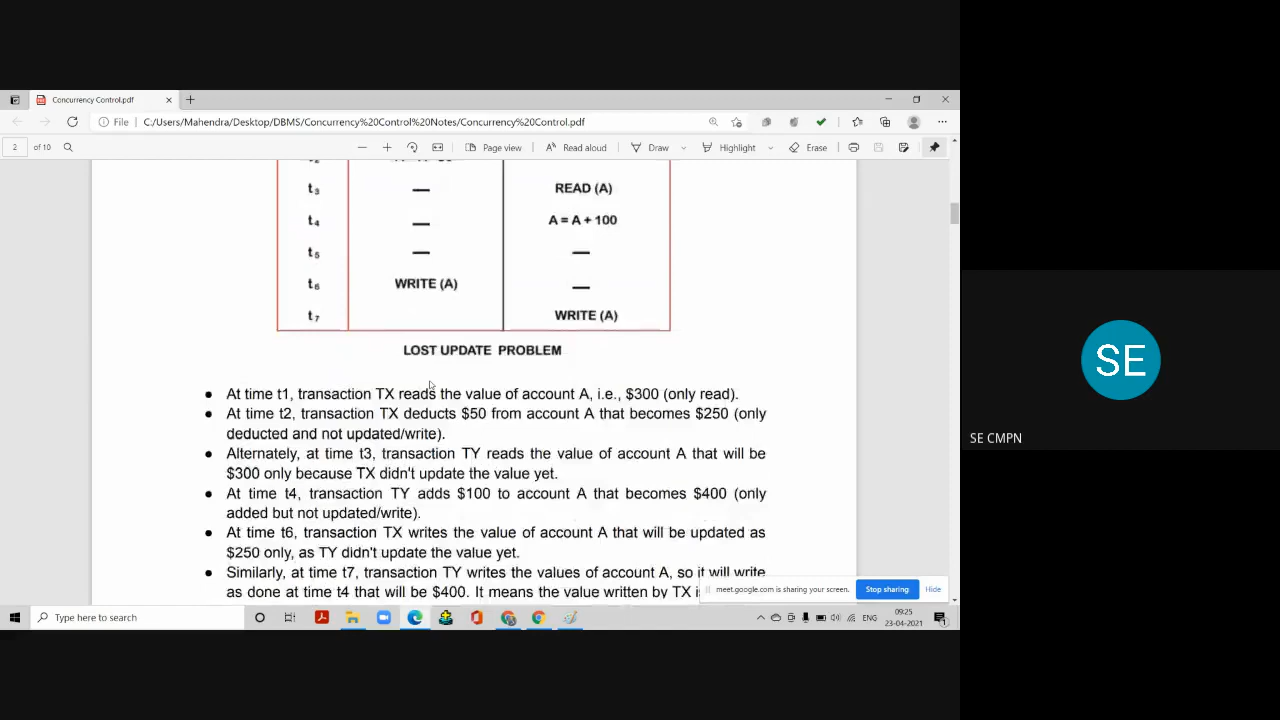 Concurrency Control.pdf
File C:/Users/Mahendra/Desktop/DBMS/Concurrency%20Control%20Notes/Concurrency%20Control.pdf
2 of 10 Page view Read aloud Draw Highlight Erase
t3 — READ (A)
t4 — A = A + 100
t5 — —
t6 WRITE (A) —
t7 WRITE (A)
LOST UPDATE PROBLEM
• At time t1, transaction TX reads the value of account A, i.e., $300 (only read).
• At time t2, transaction TX deducts $50 from account A that becomes $250 (only
deducted and not updated/write).
• Alternately, at time t3, transaction TY reads the value of account A that will be
$300 only because TX didn't update the value yet.
• At time t4, transaction TY adds $100 to account A that becomes $400 (only
added but not updated/write).
• At time t6, transaction TX writes the value of account A that will be updated as
$250 only, as TY didn't update the value yet.
• Similarly, at time t7, transaction TY writes the values of account A, so it will write
as done at time t4 that will be $400. It means the value written by TX
meet.google.com is sharing your screen. Stop sharing Hide
Type here to search
ENG
09:25
23-04-2021
SE
SE CMPN